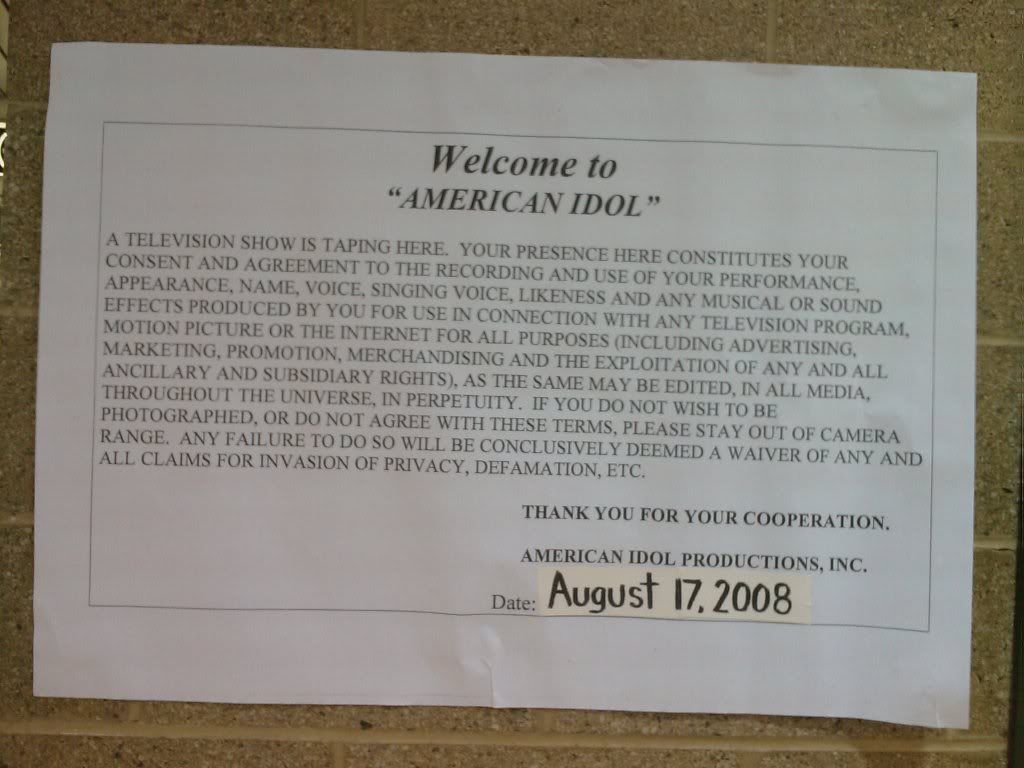 Welcome to
“AMERICAN IDOL”
A TELEVISION SHOW IS TAPING HERE. YOUR PRESENCE HERE CONSTITUTES YOUR
CONSENT AND AGREEMENT TO THE RECORDING AND USE OF YOUR PERFORMANCE,
APPEARANCE, NAME, VOICE, SINGING VOICE, LIKENESS AND ANY MUSICAL OR SOUND
EFFECTS PRODUCED BY YOU FOR USE IN CONNECTION WITH ANY TELEVISION PROGRAM,
MOTION PICTURE OR THE INTERNET FOR ALL PURPOSES (INCLUDING ADVERTISING,
MARKETING, PROMOTION, MERCHANDISING AND THE EXPLOITATION OF ANY AND ALL
ANCILLARY AND SUBSIDIARY RIGHTS), AS THE SAME MAY BE EDITED, IN ALL MEDIA,
THROUGHOUT THE UNIVERSE, IN PERPETUITY. IF YOU DO NOT WISH TO BE
PHOTOGRAPHED, OR DO NOT AGREE WITH THESE TERMS, PLEASE STAY OUT OF CAMERA
RANGE. ANY FAILURE TO DO SO WILL BE CONCLUSIVELY DEEMED A WAIVER OF ANY AND
ALL CLAIMS FOR INVASION OF PRIVACY, DEFAMATION, ETC.
THANK YOU FOR YOUR COOPERATION.
AMERICAN IDOL PRODUCTIONS, INC.
Date: August 17, 2008